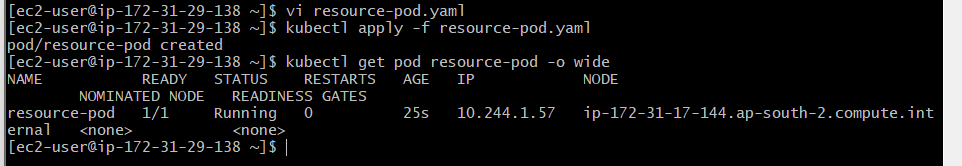 [ec2-user@ip-172-31-29-138 ~]$ vi resource-pod.yaml
[ec2-user@ip-172-31-29-138 ~]$ kubectl apply -f resource-pod.yaml
pod/resource-pod created
[ec2-user@ip-172-31-29-138 ~]$ kubectl get pod resource-pod -o wide
NAME           READY   STATUS    RESTARTS   AGE   IP            NODE
        NOMINATED NODE   READINESS GATES
resource-pod   1/1     Running   0          25s   10.244.1.57   ip-172-31-17-144.ap-south-2.compute.int
ernal   <none>           <none>
[ec2-user@ip-172-31-29-138 ~]$